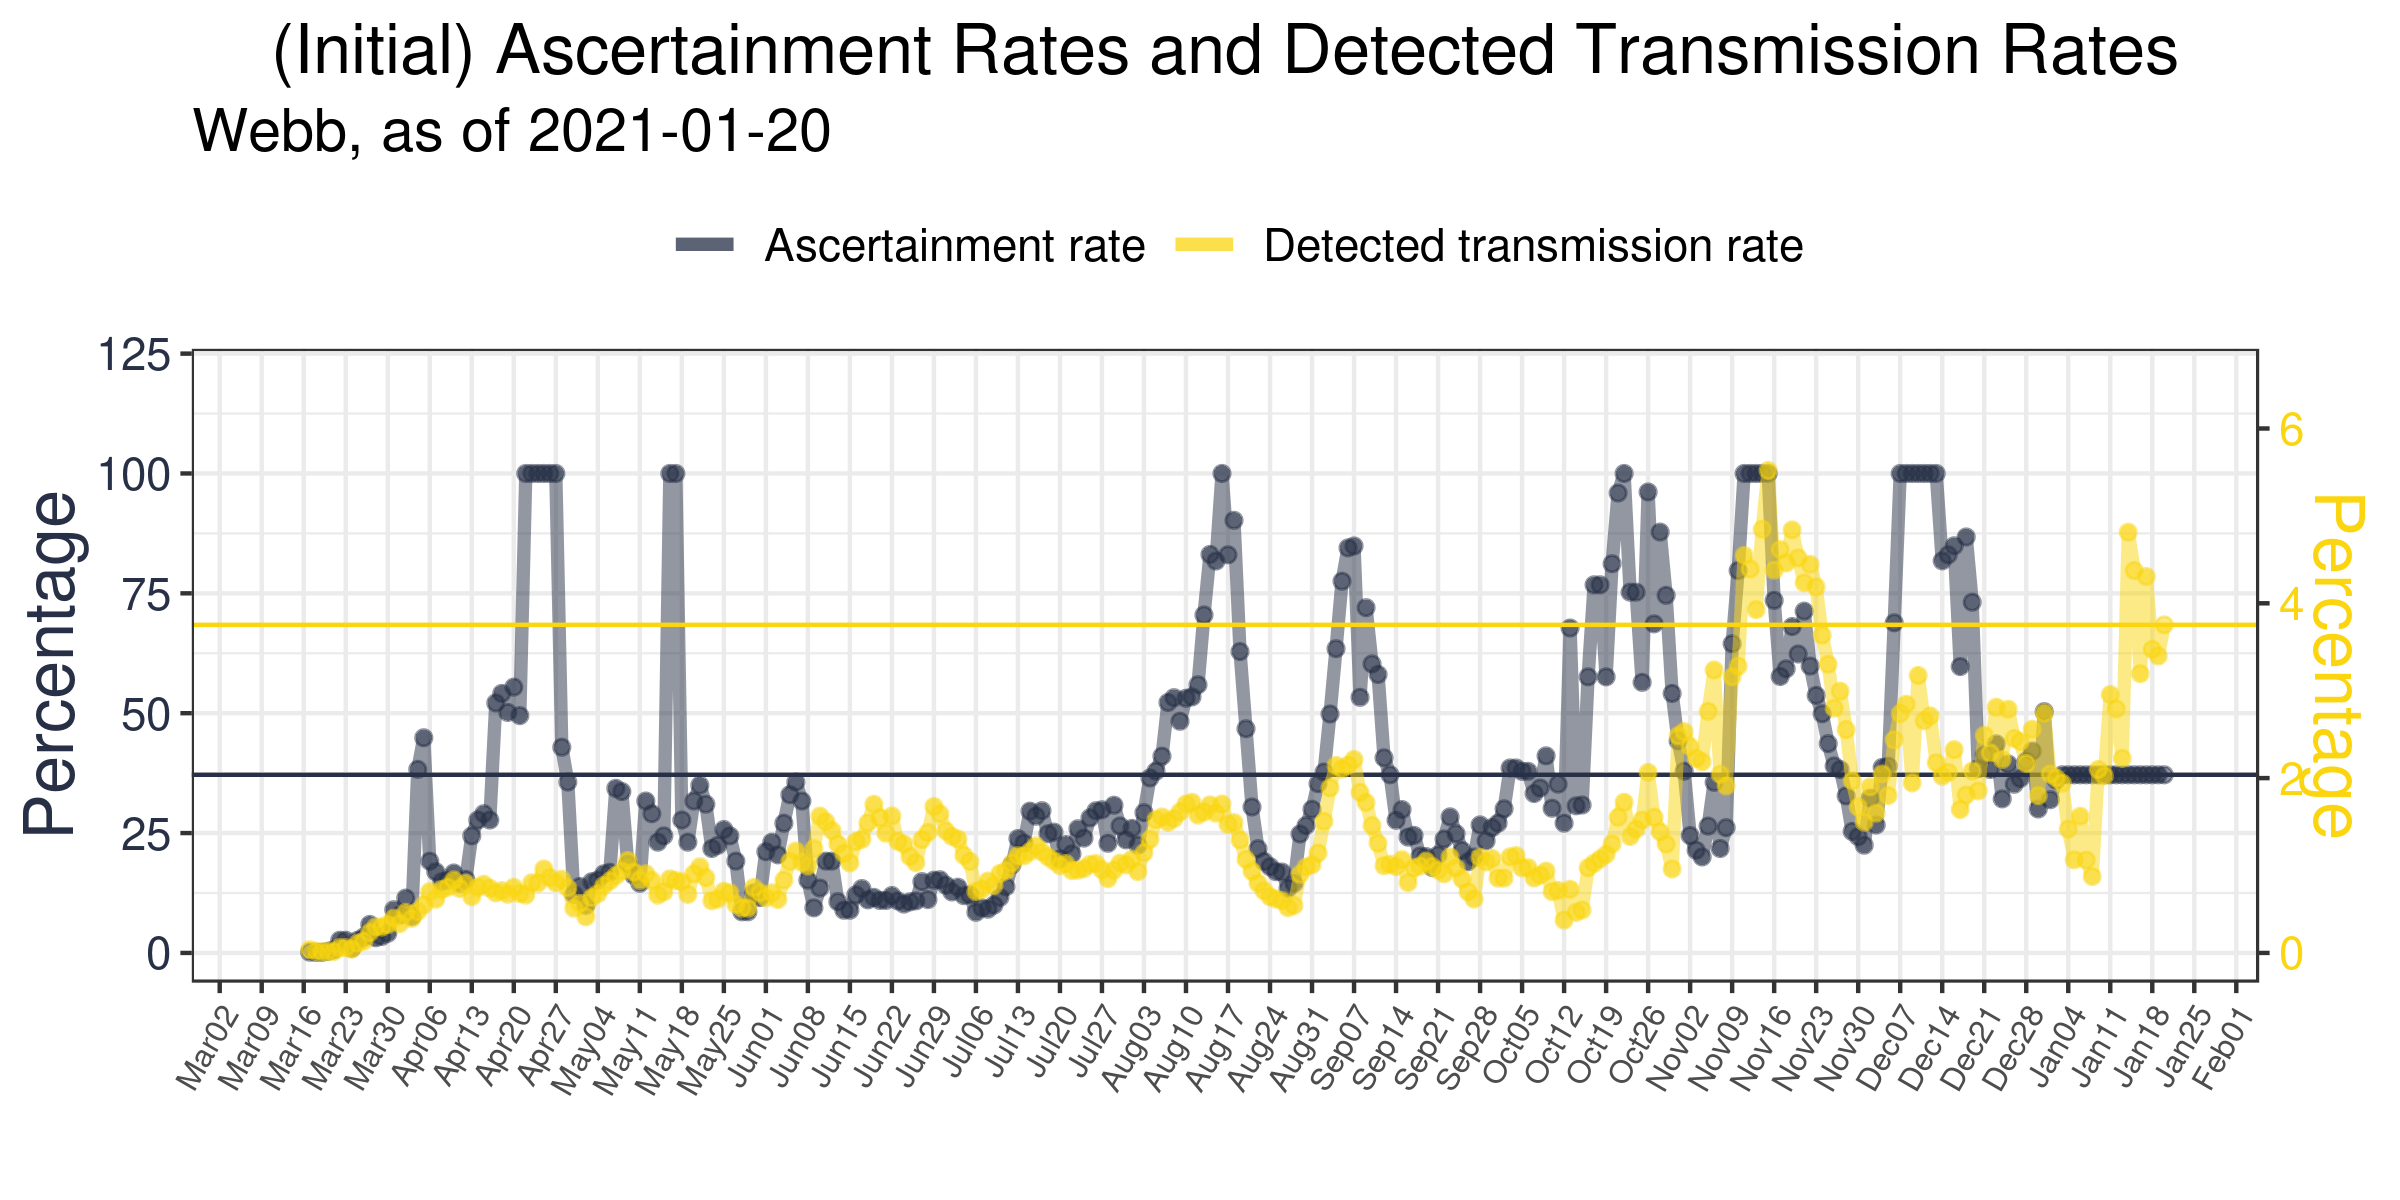 (Initial) Ascertainment Rates and Detected Transmission Rates
Webb, as of 2021-01-20
Ascertainment rate
Detected transmission rate
Percentage
125
100
75
50
25
0
6
4
2
0
Percentage
Mar02
Mar09
Mar16
Mar23
Mar30
Apr06
Apr13
Apr20
Apr27
May04
May11
May18
May25
Jun01
Jun08
Jun15
Jun22
Jun29
Jul06
Jul13
Jul20
Jul27
Aug03
Aug10
Aug17
Aug24
Aug31
Sep07
Sep14
Sep21
Sep28
Oct05
Oct12
Oct19
Oct26
Nov02
Nov09
Nov16
Nov23
Nov30
Dec07
Dec14
Dec21
Dec28
Jan04
Jan11
Jan18
Jan25
Feb01